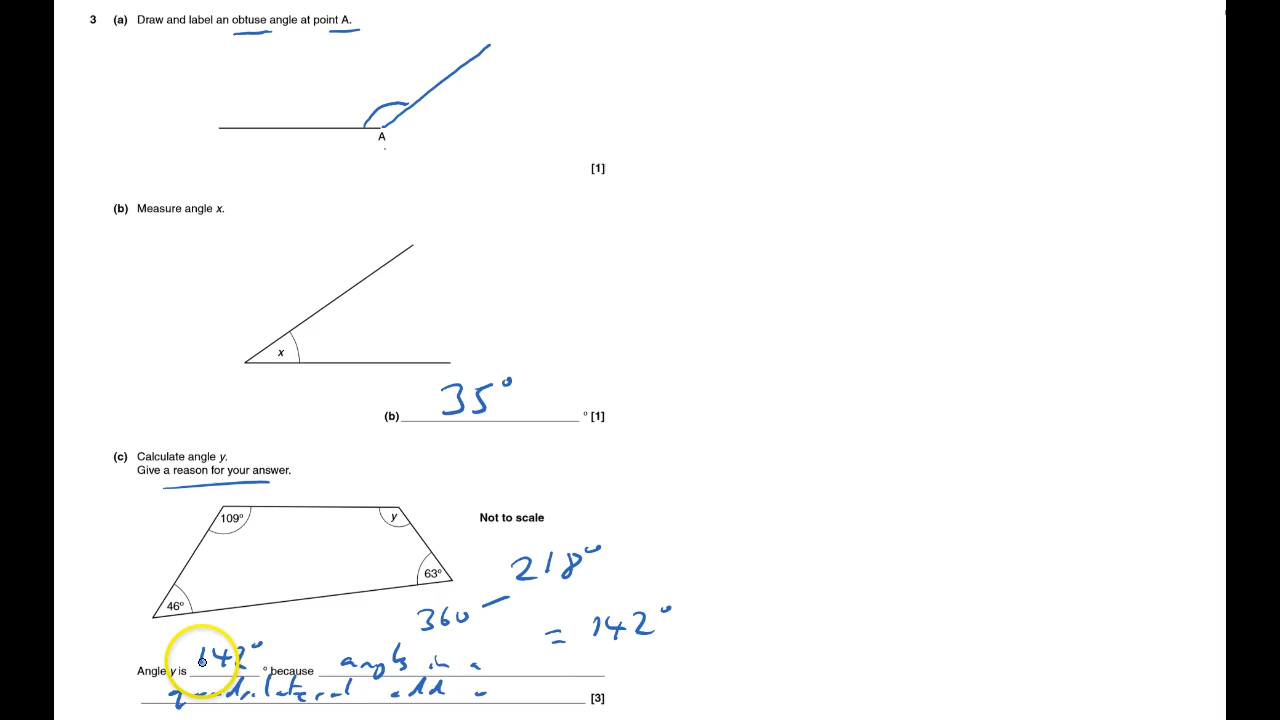 3 (a) Draw and label an obtuse angle at point A.
A
[1]
(b) Measure angle x.
x
35°
(b) ° [1]
(c) Calculate angle y.
Give a reason for your answer.
109° y Not to scale
218°
63°
46°
360 -
= 142°
Angle y is 142° ° because angles in a
quadrilateral add
[3]